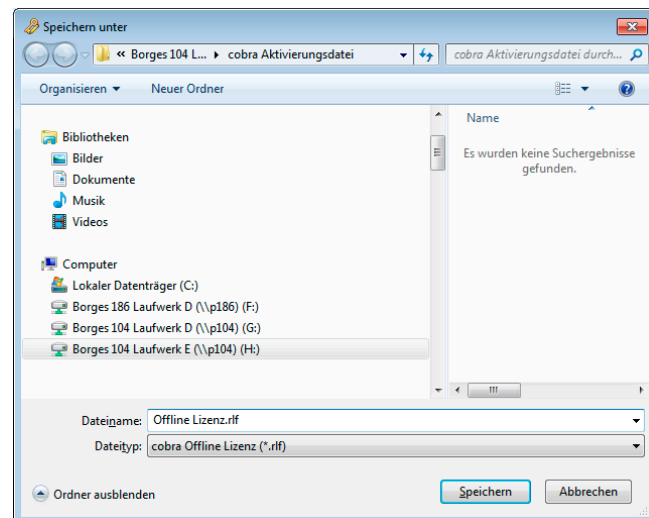 Speichern unter
« Borges 104 L... cobra Aktivierungsdatei
cobra Aktivierungsdatei durch...
Organisieren
Neuer Ordner
Name
Es wurden keine Suchergebnisse
gefunden.
Bibliotheken
Bilder
Dokumente
Musik
Videos
Computer
Lokaler Datenträger (C:)
Borges 186 Laufwerk D (\\p186) (F:)
Borges 104 Laufwerk D (\\p104) (G:)
Borges 104 Laufwerk E (\\p104) (H:)
Dateiname: Offline Lizenz.rlf
Dateityp: cobra Offline Lizenz (*.rlf)
Ordner ausblenden
Speichern
Abbrechen